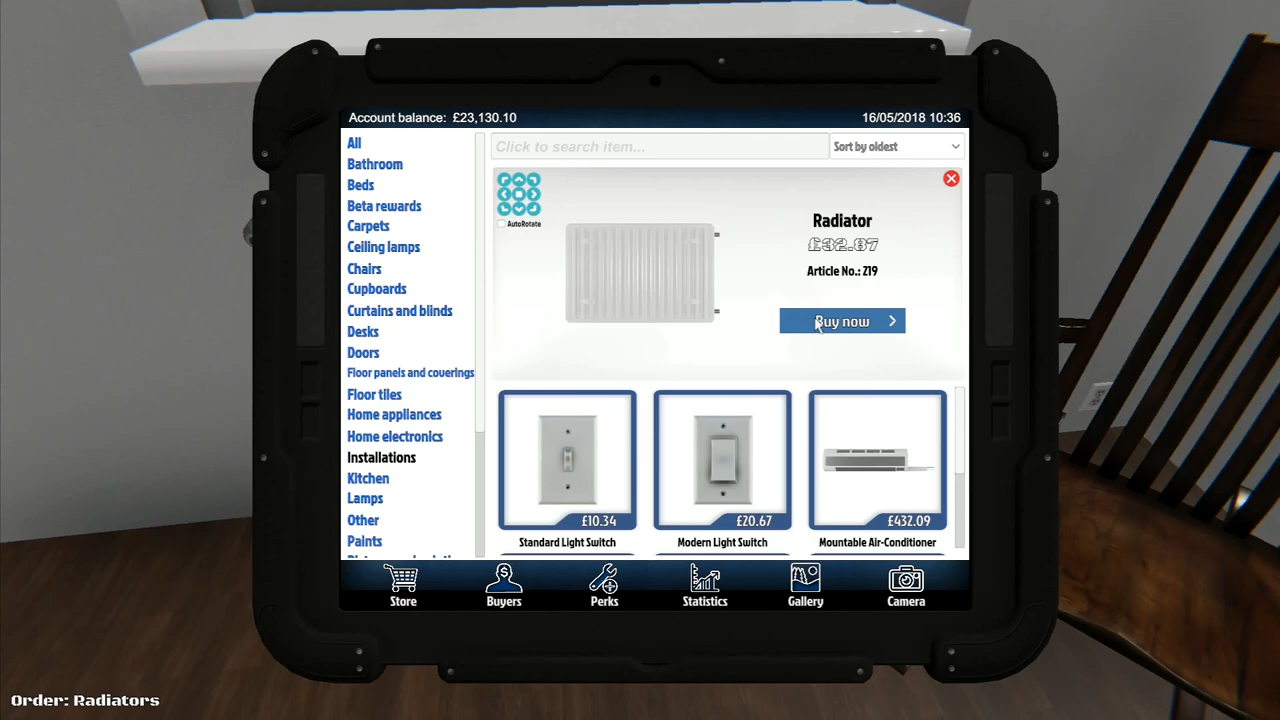 Account balance: £23,130.10
16/05/2018 10:36
All
Bathroom
Beds
Beta rewards
Carpets
Ceiling lamps
Chairs
Cupboards
Curtains and blinds
Desks
Doors
Floor panels and coverings
Floor tiles
Home appliances
Home electronics
Installations
Kitchen
Lamps
Other
Paints
Click to search item...
Sort by oldest
AutoRotate
Radiator
£32.87
Article No.: Z19
Buy now
£10.34
£20.67
£432.09
Standard Light Switch
Modern Light Switch
Mountable Air-Conditioner
Store
Buyers
Perks
Statistics
Gallery
Camera
Order: Radiators